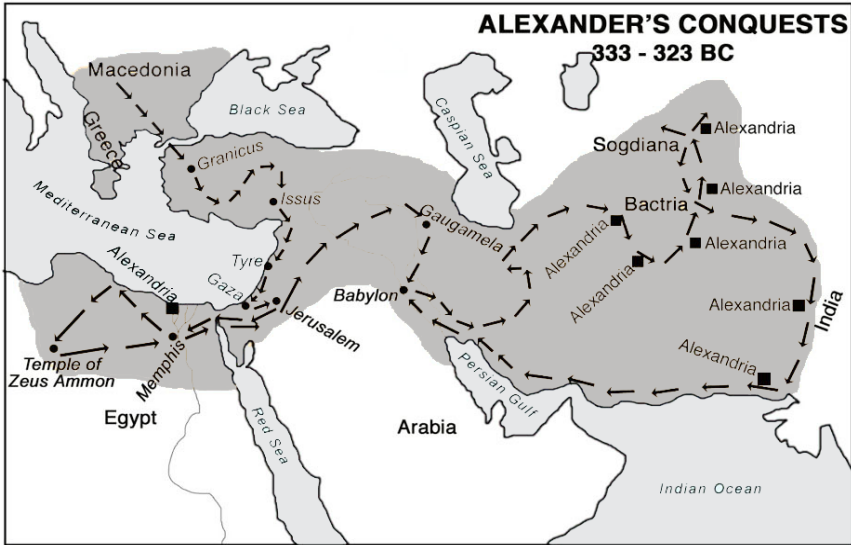 ALEXANDER'S CONQUESTS
333 - 323 BC
Macedonia
Black Sea
Caspian Sea
Greece
Granicus
Sogdiana
Alexandria
Alexandria
Bactria
Issus
Mediterranean Sea
Gaugamela
Alexandria
Alexandria
Tyre
Alexandria
Gaza
Babylon
Alexandria
Alexandria
India
Jerusalem
Memphis
Alexandria
Temple of
Zeus Ammon
Persian Gulf
Egypt
Red Sea
Arabia
Indian Ocean